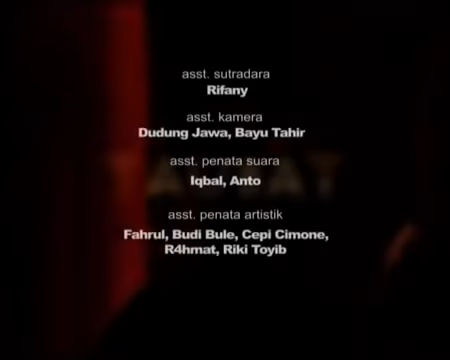 asst. sutradara
Rifany
asst. kamera
Dudung Jawa, Bayu Tahir
asst. penata suara
Iqbal, Anto
asst. penata artistik
Fahrul, Budi Bule, Cepi Cimone,
R4hmat, Riki Toyib